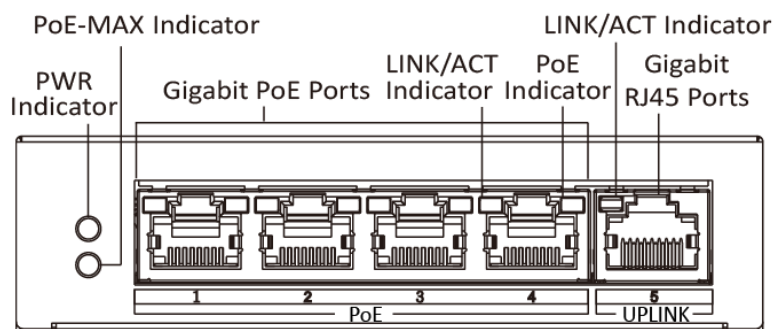 PoE-MAX Indicator
LINK/ACT Indicator
PWR
Indicator
Gigabit PoE Ports
LINK/ACT
Indicator
PoE
Indicator
Gigabit
RJ45 Ports
1
2
3
4
5
PoE
UPLINK